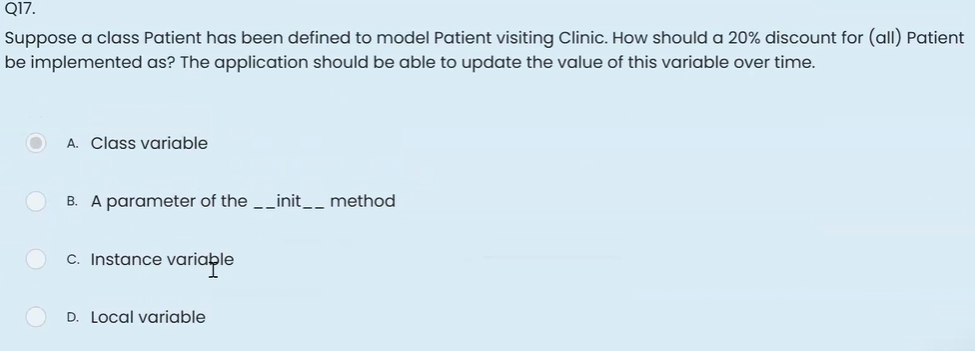 Q17.
Suppose a class Patient has been defined to model Patient visiting Clinic. How should a 20% discount for (all) Patient
be implemented as? The application should be able to update the value of this variable over time.
A. Class variable
B. A parameter of the __init__ method
C. Instance variable
D. Local variable